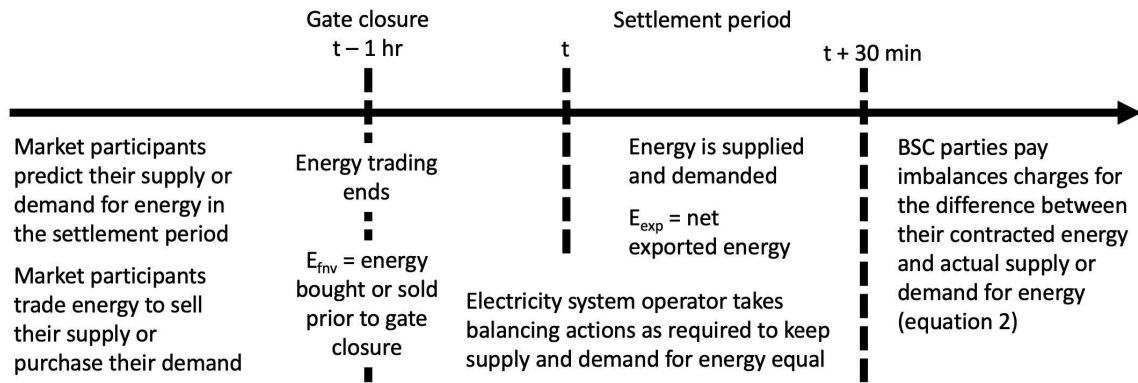 Gate closure
t – 1 hr
t
Settlement period
t + 30 min
Market participants
predict their supply or
demand for energy in
the settlement period
Market participants
trade energy to sell
their supply or
purchase their demand
Energy trading
ends
Efnv = energy
bought or sold
prior to gate
closure
Energy is supplied
and demanded
Eexp = net
exported energy
Electricity system operator takes
balancing actions as required to keep
supply and demand for energy equal
BSC parties pay
imbalances charges for
the difference between
their contracted energy
and actual supply or
demand for energy
(equation 2)